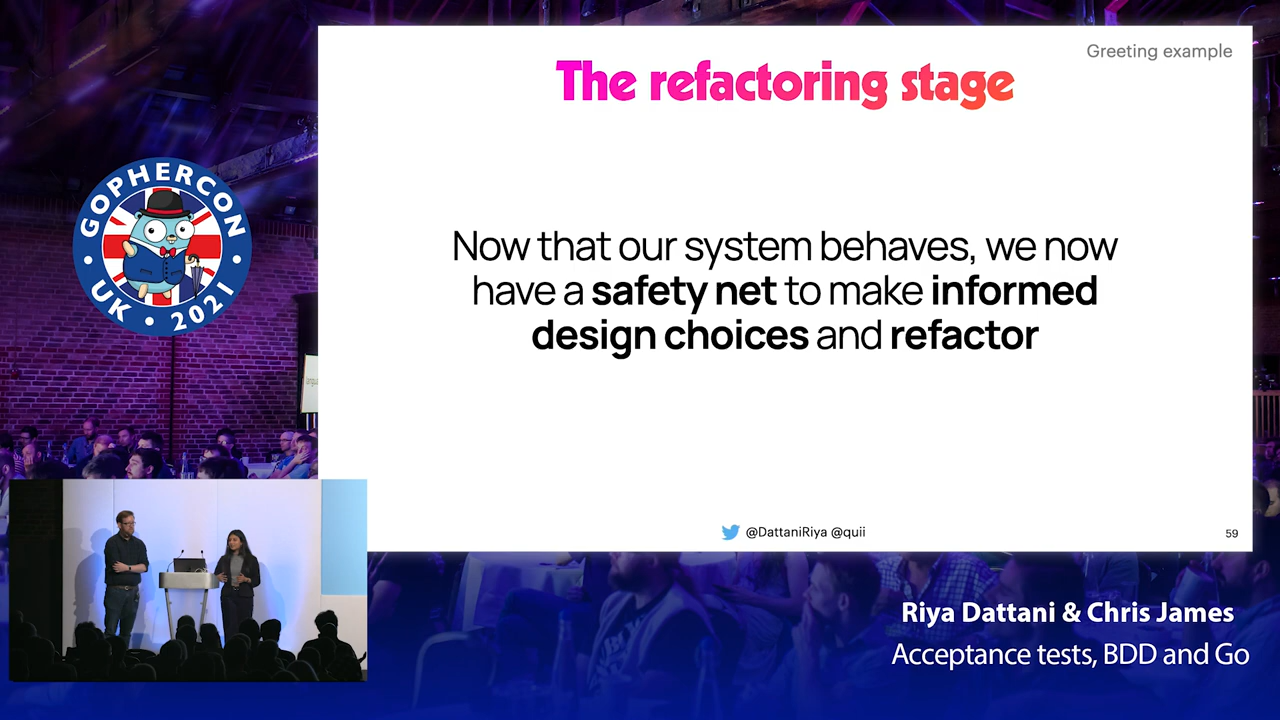 Greeting example
The refactoring stage
GOPHERCON
UK • 2021
Now that our system behaves, we now
have a safety net to make informed
design choices and refactor
@DattaniRiya @quii
59
Riya Dattani & Chris James
Acceptance tests, BDD and Go